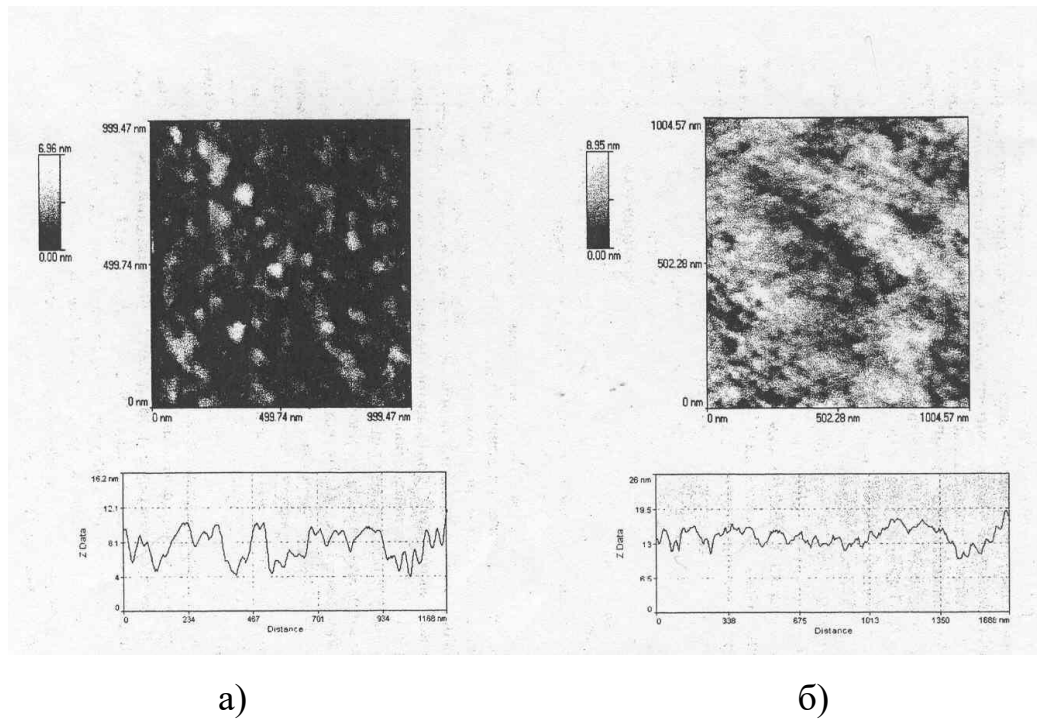 6.96 nm
0.00 nm
999.47 nm
499.74 nm
0 nm
0 nm
499.74 nm
999.47 nm
16.2 nm
12.1
8.1
4
0
Z Data
0
234
467
701
934
1168 nm
Distance
8.95 nm
0.00 nm
1004.57 nm
502.28 nm
0 nm
0 nm
502.28 nm
1004.57 nm
26 nm
19.5
13
6.5
0
Z Data
0
338
675
1013
1350
1688 nm
Distance
а)
б)